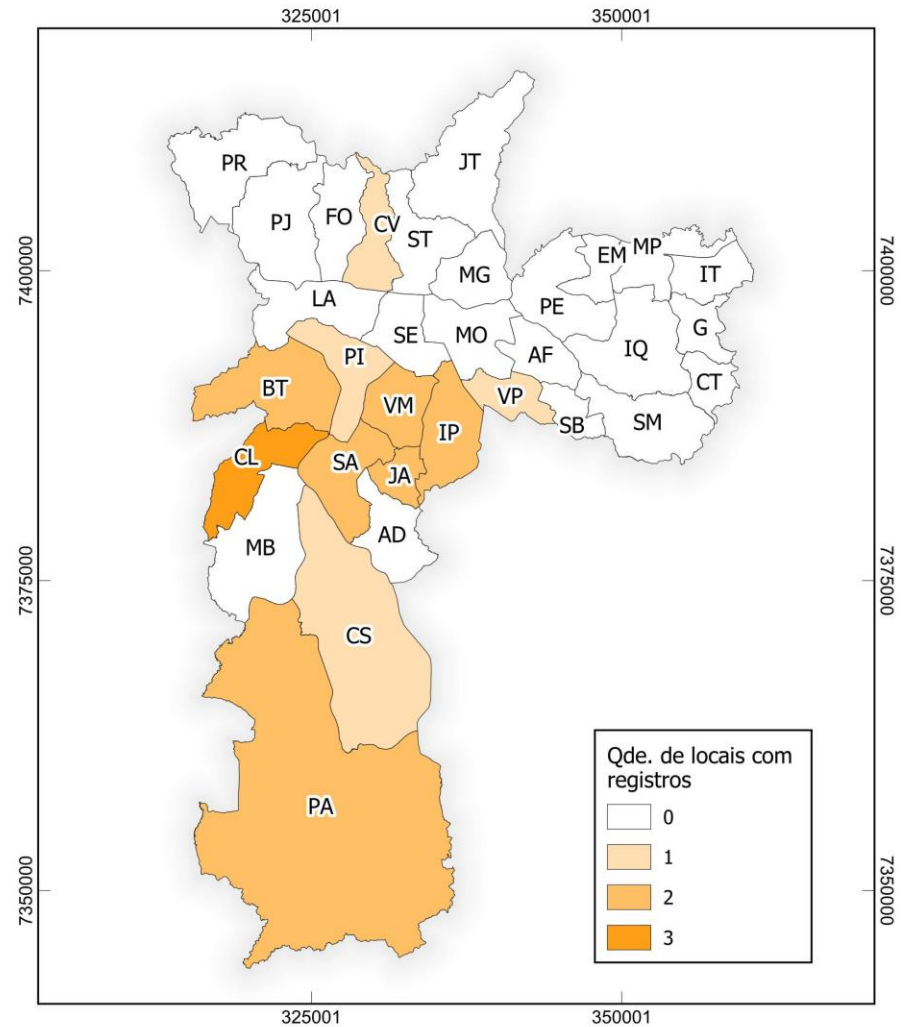 325001
350001
7400000
7400000
7375000
7375000
7350000
7350000
PR
JT
PJ
FO
CV
ST
MG
EM
MP
IT
LA
PE
SE
MO
G
PI
AF
IQ
BT
VM
VP
CT
IP
SB
SM
CL
SA
JA
AD
MB
CS
PA
Qde. de locais com
registros
0
1
2
3
325001
350001